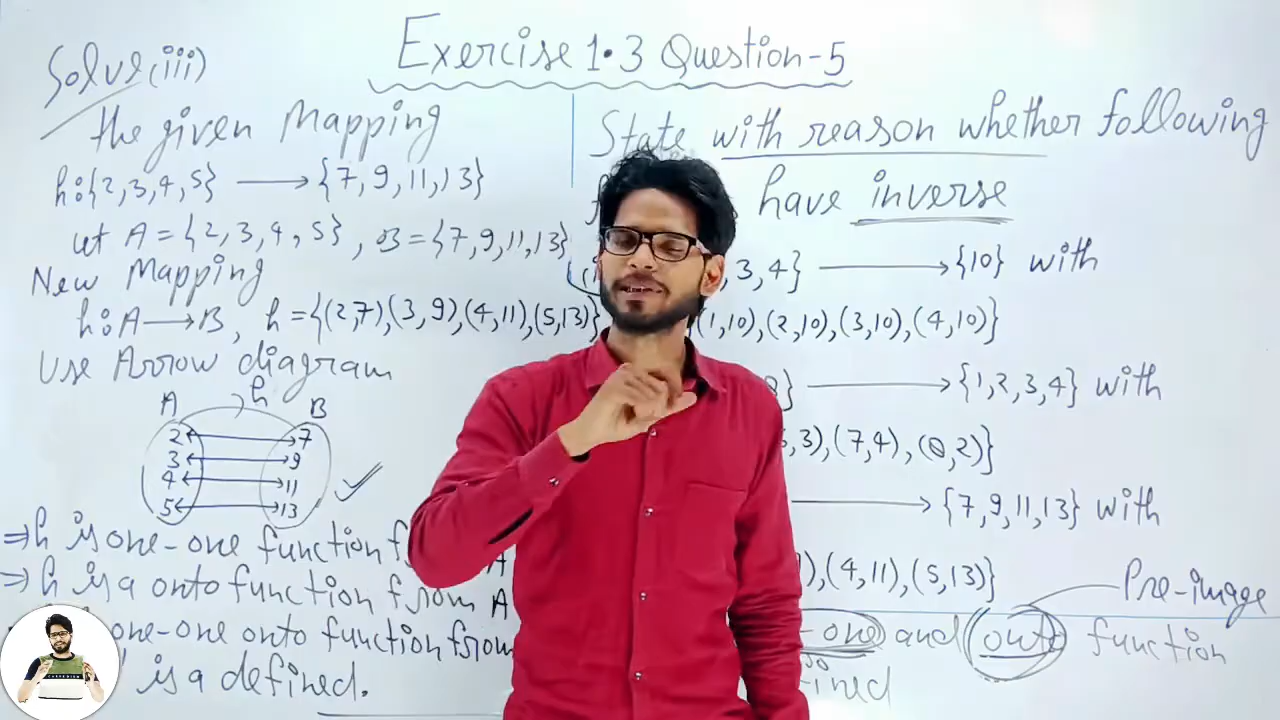 Exercise 1.3 Question-5
Solve (iii)
the given Mapping
h:{2,3,4,5} ⟶ {7,9,11,13}
let A={2,3,4,5}, B={7,9,11,13}
New Mapping
h:A⟶B, h={(2,7)(3,9),(4,11),(5,13)}
Use Arrow diagram
h
A B
2 7
3 9
4 11
5 13
⇒h is one-one function f
⇒ h is a onto function from A
one-one onto function from
is a defined.
State with reason whether following
have inverse
,3,4} ⟶ {10} with
(1,10),(2,10),(3,10),(4,10)}
} ⟶ {1,2,3,4} with
,3),(7,4),(8,2)}
⟶ {7,9,11,13} with
),(4,11),(5,13)}
Pre-image
-one and onto function
ined